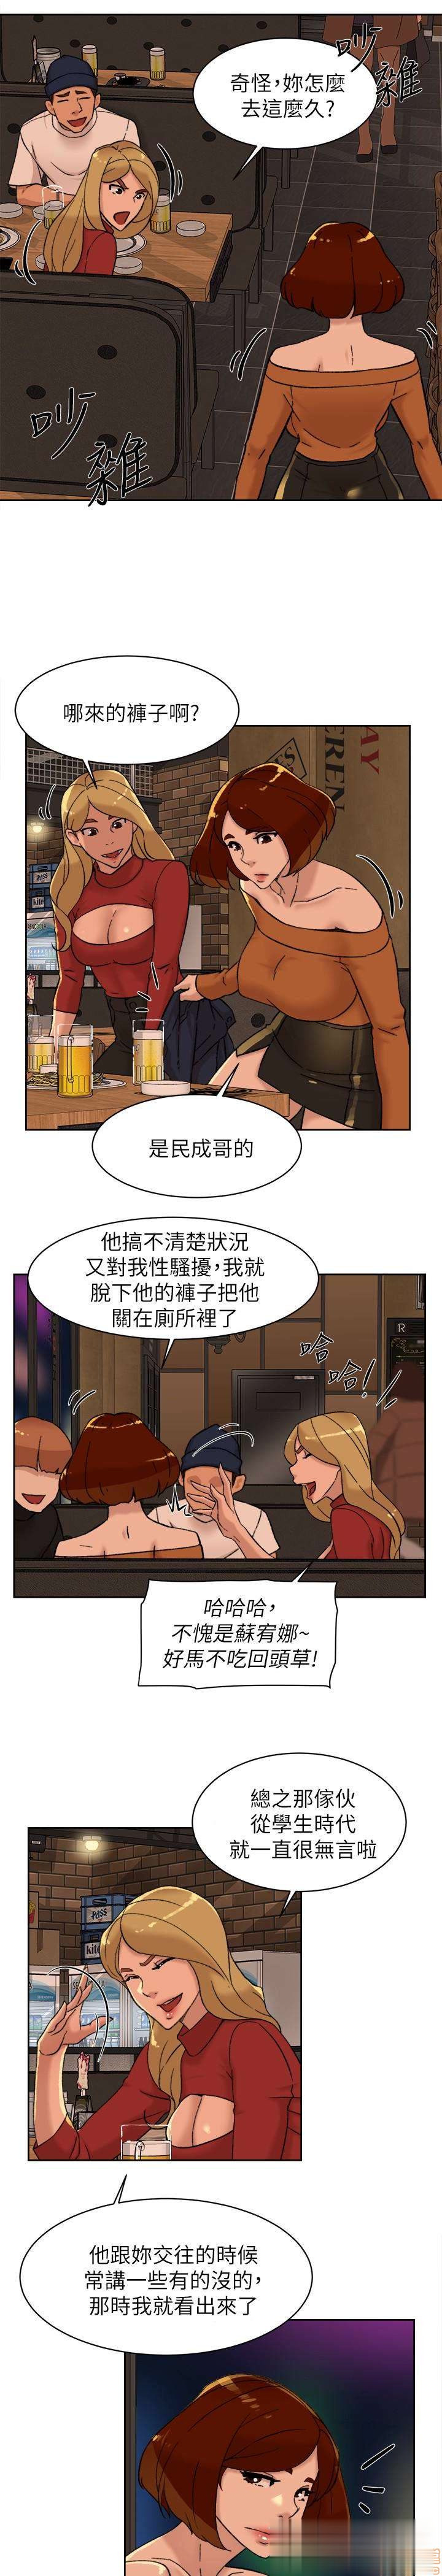 吵
雜
奇怪,妳怎麼
去這麼久?
吵
雜
哪來的褲子啊?
PASS
kitc
是民成哥的
他搞不清楚狀況
又對我性騷擾,我就
脫下他的褲子把他
關在廁所裡了
R
哈
哈!
哈哈哈,
不愧是蘇宥娜~
好馬不吃回頭草!
總之那傢伙
從學生時代
就一直很無言啦
PASS
kitc
他跟妳交往的時候
常講一些有的沒的,
那時我就看出來了